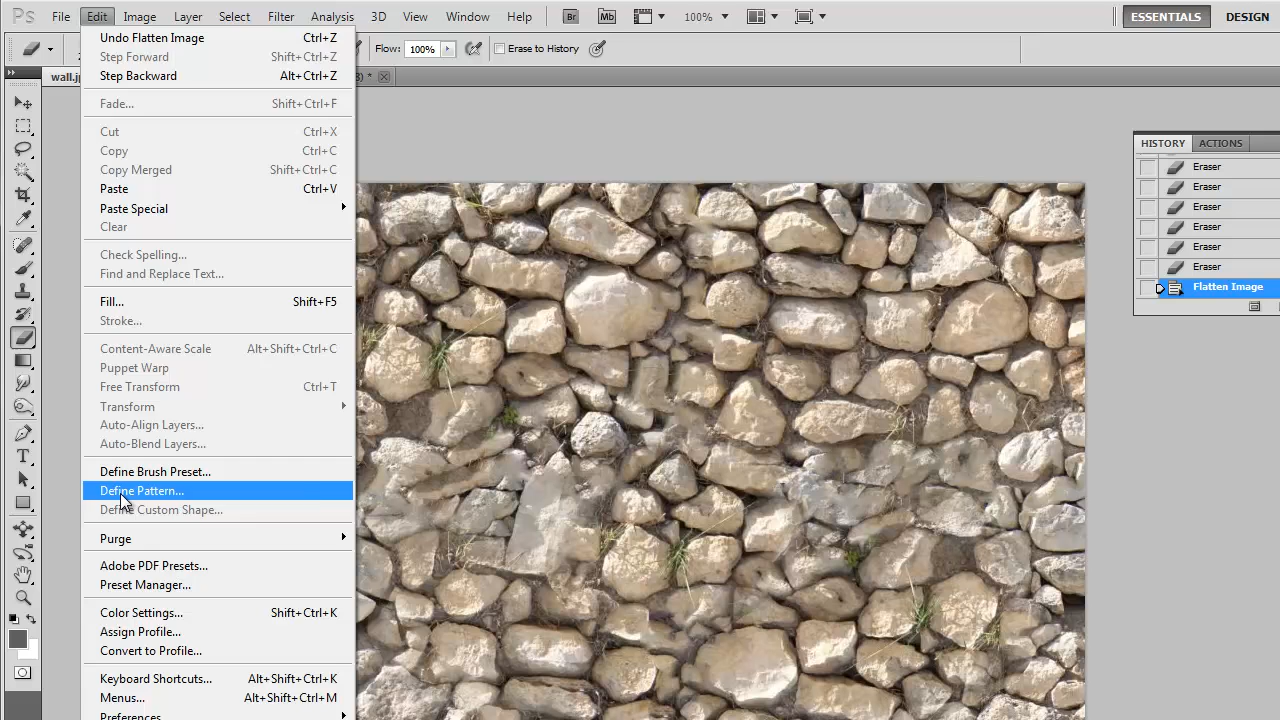 Ps File Edit Image Layer Select Filter Analysis 3D View Window Help Br Mb 100% ESSENTIALS DESIGN
Flow: 100% Erase to History
wall.j
) *
Undo Flatten Image Ctrl+Z
Step Forward Shift+Ctrl+Z
Step Backward Alt+Ctrl+Z
Fade... Shift+Ctrl+F
Cut Ctrl+X
Copy Ctrl+C
Copy Merged Shift+Ctrl+C
Paste Ctrl+V
Paste Special
Clear
Check Spelling...
Find and Replace Text...
Fill... Shift+F5
Stroke...
Content-Aware Scale Alt+Shift+Ctrl+C
Puppet Warp
Free Transform Ctrl+T
Transform
Auto-Align Layers...
Auto-Blend Layers...
Define Brush Preset...
Define Pattern...
Define Custom Shape...
Purge
Adobe PDF Presets...
Preset Manager...
Color Settings... Shift+Ctrl+K
Assign Profile...
Convert to Profile...
Keyboard Shortcuts... Alt+Shift+Ctrl+K
Menus... Alt+Shift+Ctrl+M
Preferences
HISTORY ACTIONS
Eraser
Eraser
Eraser
Eraser
Eraser
Eraser
Flatten Image